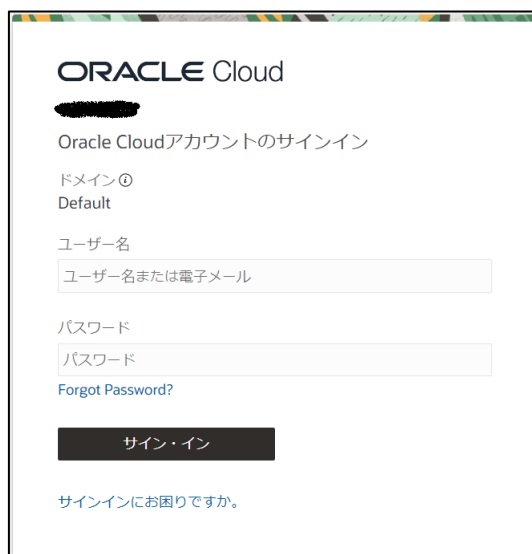 ORACLE Cloud
Oracle Cloudアカウントのサインイン
ドメイン
Default
ユーザー名
ユーザー名または電子メール
パスワード
パスワード
Forgot Password?
サイン・イン
サインインにお困りですか。